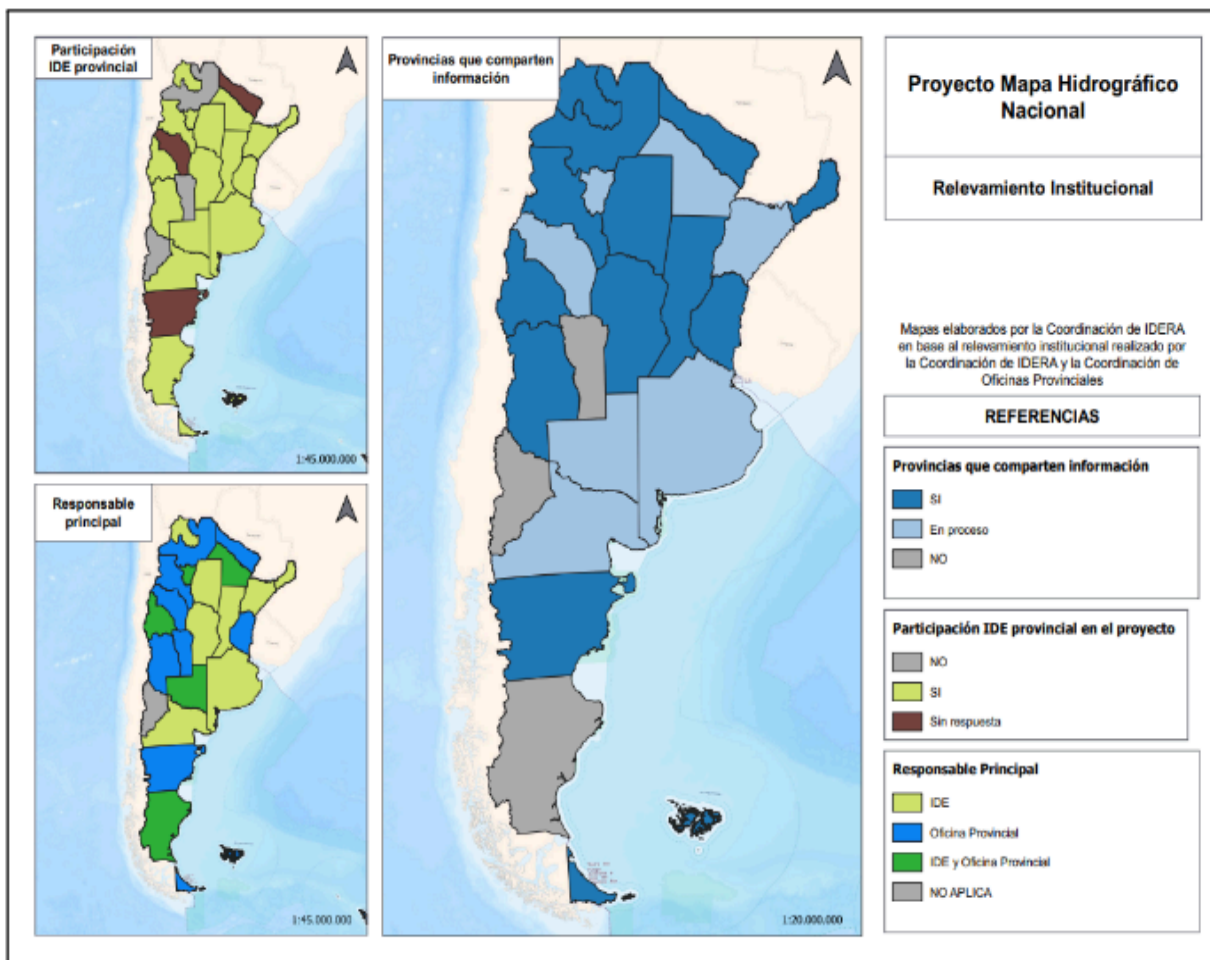 Participación
IDE provincial
1:45.000.000
Responsable
principal
1:45.000.000
Provincias que comparten
información
1:20.000.000
Proyecto Mapa Hidrográfico
Nacional
Relevamiento Institucional
Mapas elaborados por la Coordinación de IDERA
en base al relevamiento institucional realizado por
la Coordinación de IDERA y la Coordinación de
Oficinas Provinciales
REFERENCIAS
Provincias que comparten información
SI
En proceso
NO
Participación IDE provincial en el proyecto
NO
SI
Sin respuesta
Responsable Principal
IDE
Oficina Provincial
IDE y Oficina Provincial
NO APLICA